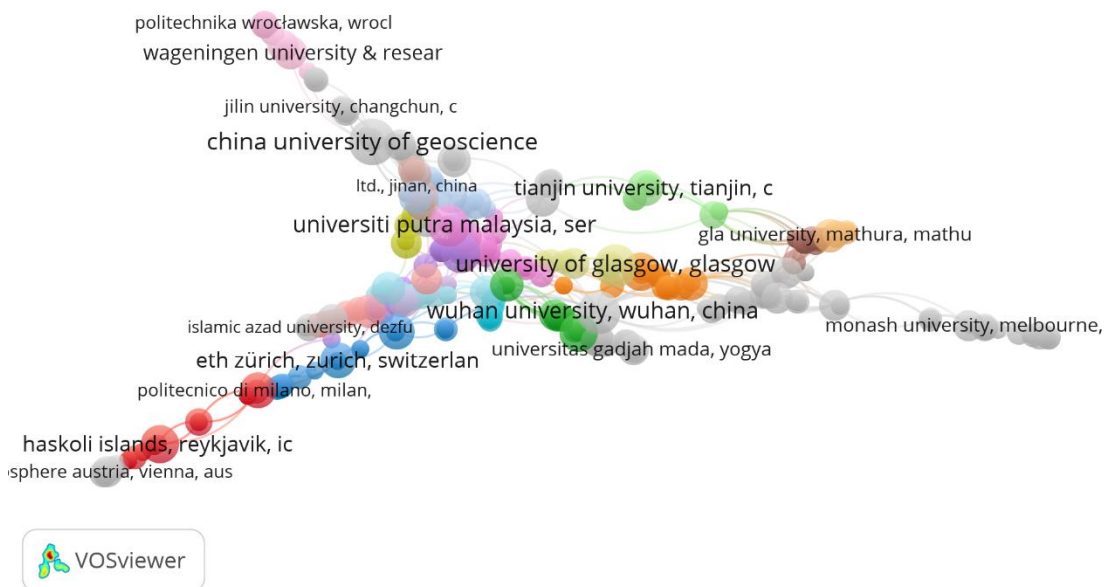 politechnika wrocławska, wrocl
wageningen university & resear
jilin university, changchun, c
china university of geoscience
ltd., jinan, china
tianjin university, tianjin, c
universiti putra malaysia, ser
gla university, mathura, mathu
university of glasgow, glasgow
wuhan university, wuhan, china
islamic azad university, dezfu
monash university, melbourne,
universitas gadjah mada, yogya
eth zürich, zurich, switzerlan
politecnico di milano, milan,
haskoli islands, reykjavik, ic
osphere austria, vienna, aus
VOSviewer